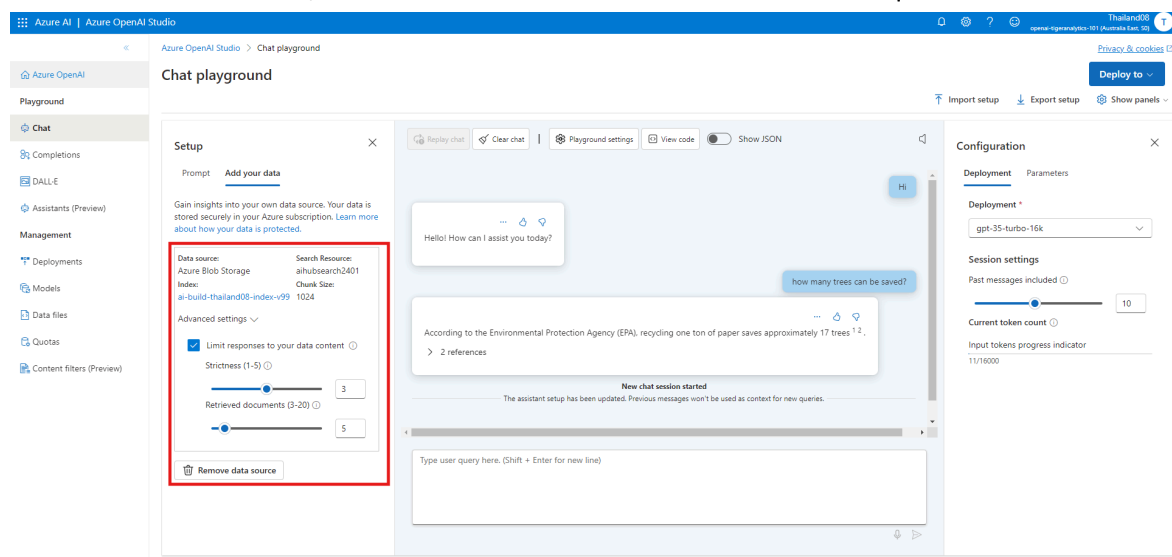 Azure AI | Azure OpenAI Studio
Thailand08
openai-tigeranalytics-101 (Australia East, S0)
T
Azure OpenAI Studio > Chat playground
Privacy & cookies
Azure OpenAI
Chat playground
Deploy to
Playground
Import setup
Export setup
Show panels
Chat
Completions
DALL·E
Assistants (Preview)
Management
Deployments
Models
Data files
Quotas
Content filters (Preview)
Setup
Prompt Add your data
Gain insights into your own data source. Your data is
stored securely in your Azure subscription. Learn more
about how your data is protected.
Data source: Search Resource:
Azure Blob Storage aihubsearch2401
Index: Chunk Size:
ai-build-thailand08-index-v99 1024
Advanced settings
Limit responses to your data content
Strictness (1-5)
3
Retrieved documents (3-20)
5
Remove data source
Replay chat Clear chat | Playground settings View code Show JSON
Hi
Hello! How can I assist you today?
how many trees can be saved?
According to the Environmental Protection Agency (EPA), recycling one ton of paper saves approximately 17 trees 1 2 .
2 references
New chat session started
The assistant setup has been updated. Previous messages won't be used as context for new queries.
Type user query here. (Shift + Enter for new line)
Configuration
Deployment Parameters
Deployment *
gpt-35-turbo-16k
Session settings
Past messages included
10
Current token count
Input tokens progress indicator
11/16000